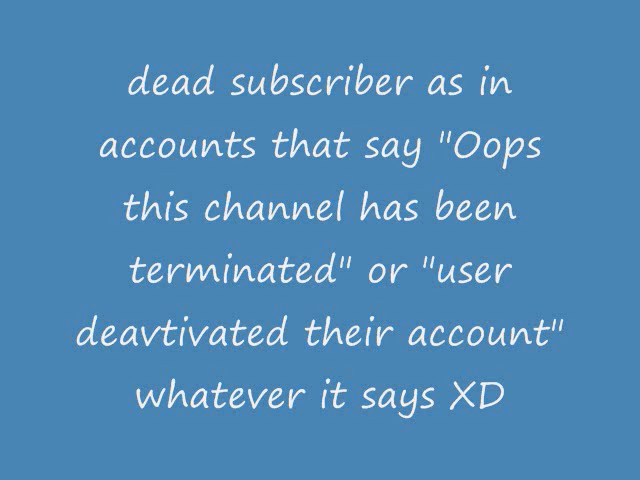 dead subscriber as in
accounts that say "Oops
this channel has been
terminated" or "user
deavtivated their account"
whatever it says XD